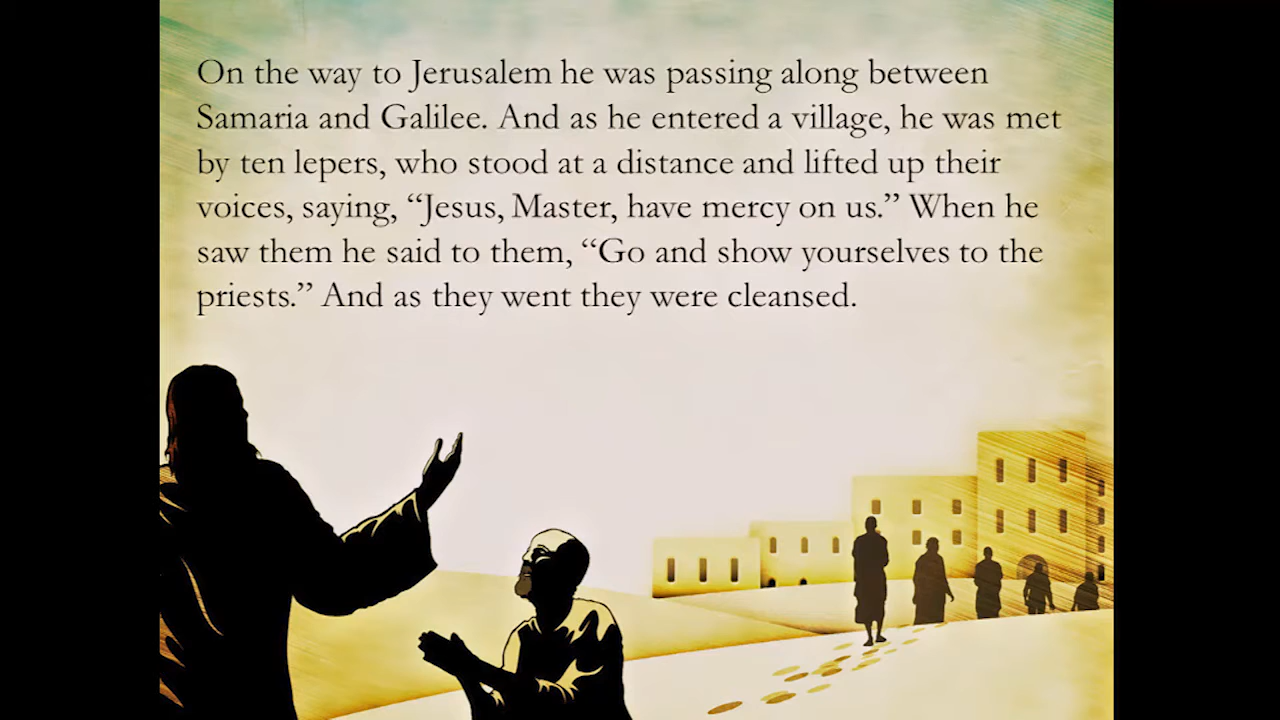 On the way to Jerusalem he was passing along between
Samaria and Galilee. And as he entered a village, he was met
by ten lepers, who stood at a distance and lifted up their
voices, saying, “Jesus, Master, have mercy on us.” When he
saw them he said to them, “Go and show yourselves to the
priests.” And as they went they were cleansed.